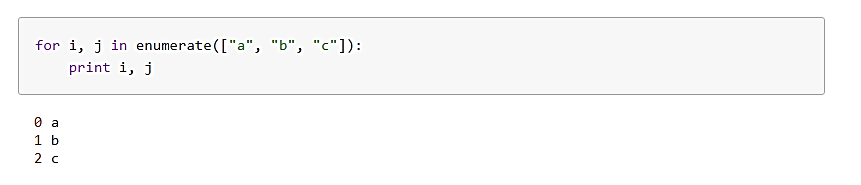 for i, j in enumerate(["a", "b", "c"]):
    print i, j
0 a
1 b
2 c